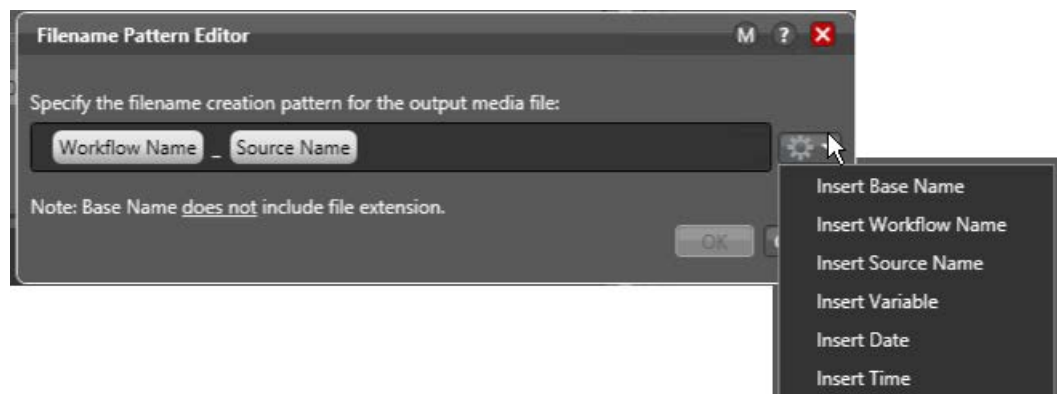 Filename Pattern Editor M ?
Specify the filename creation pattern for the output media file:
Workflow Name _ Source Name
Note: Base Name does not include file extension.
OK
Insert Base Name
Insert Workflow Name
Insert Source Name
Insert Variable
Insert Date
Insert Time